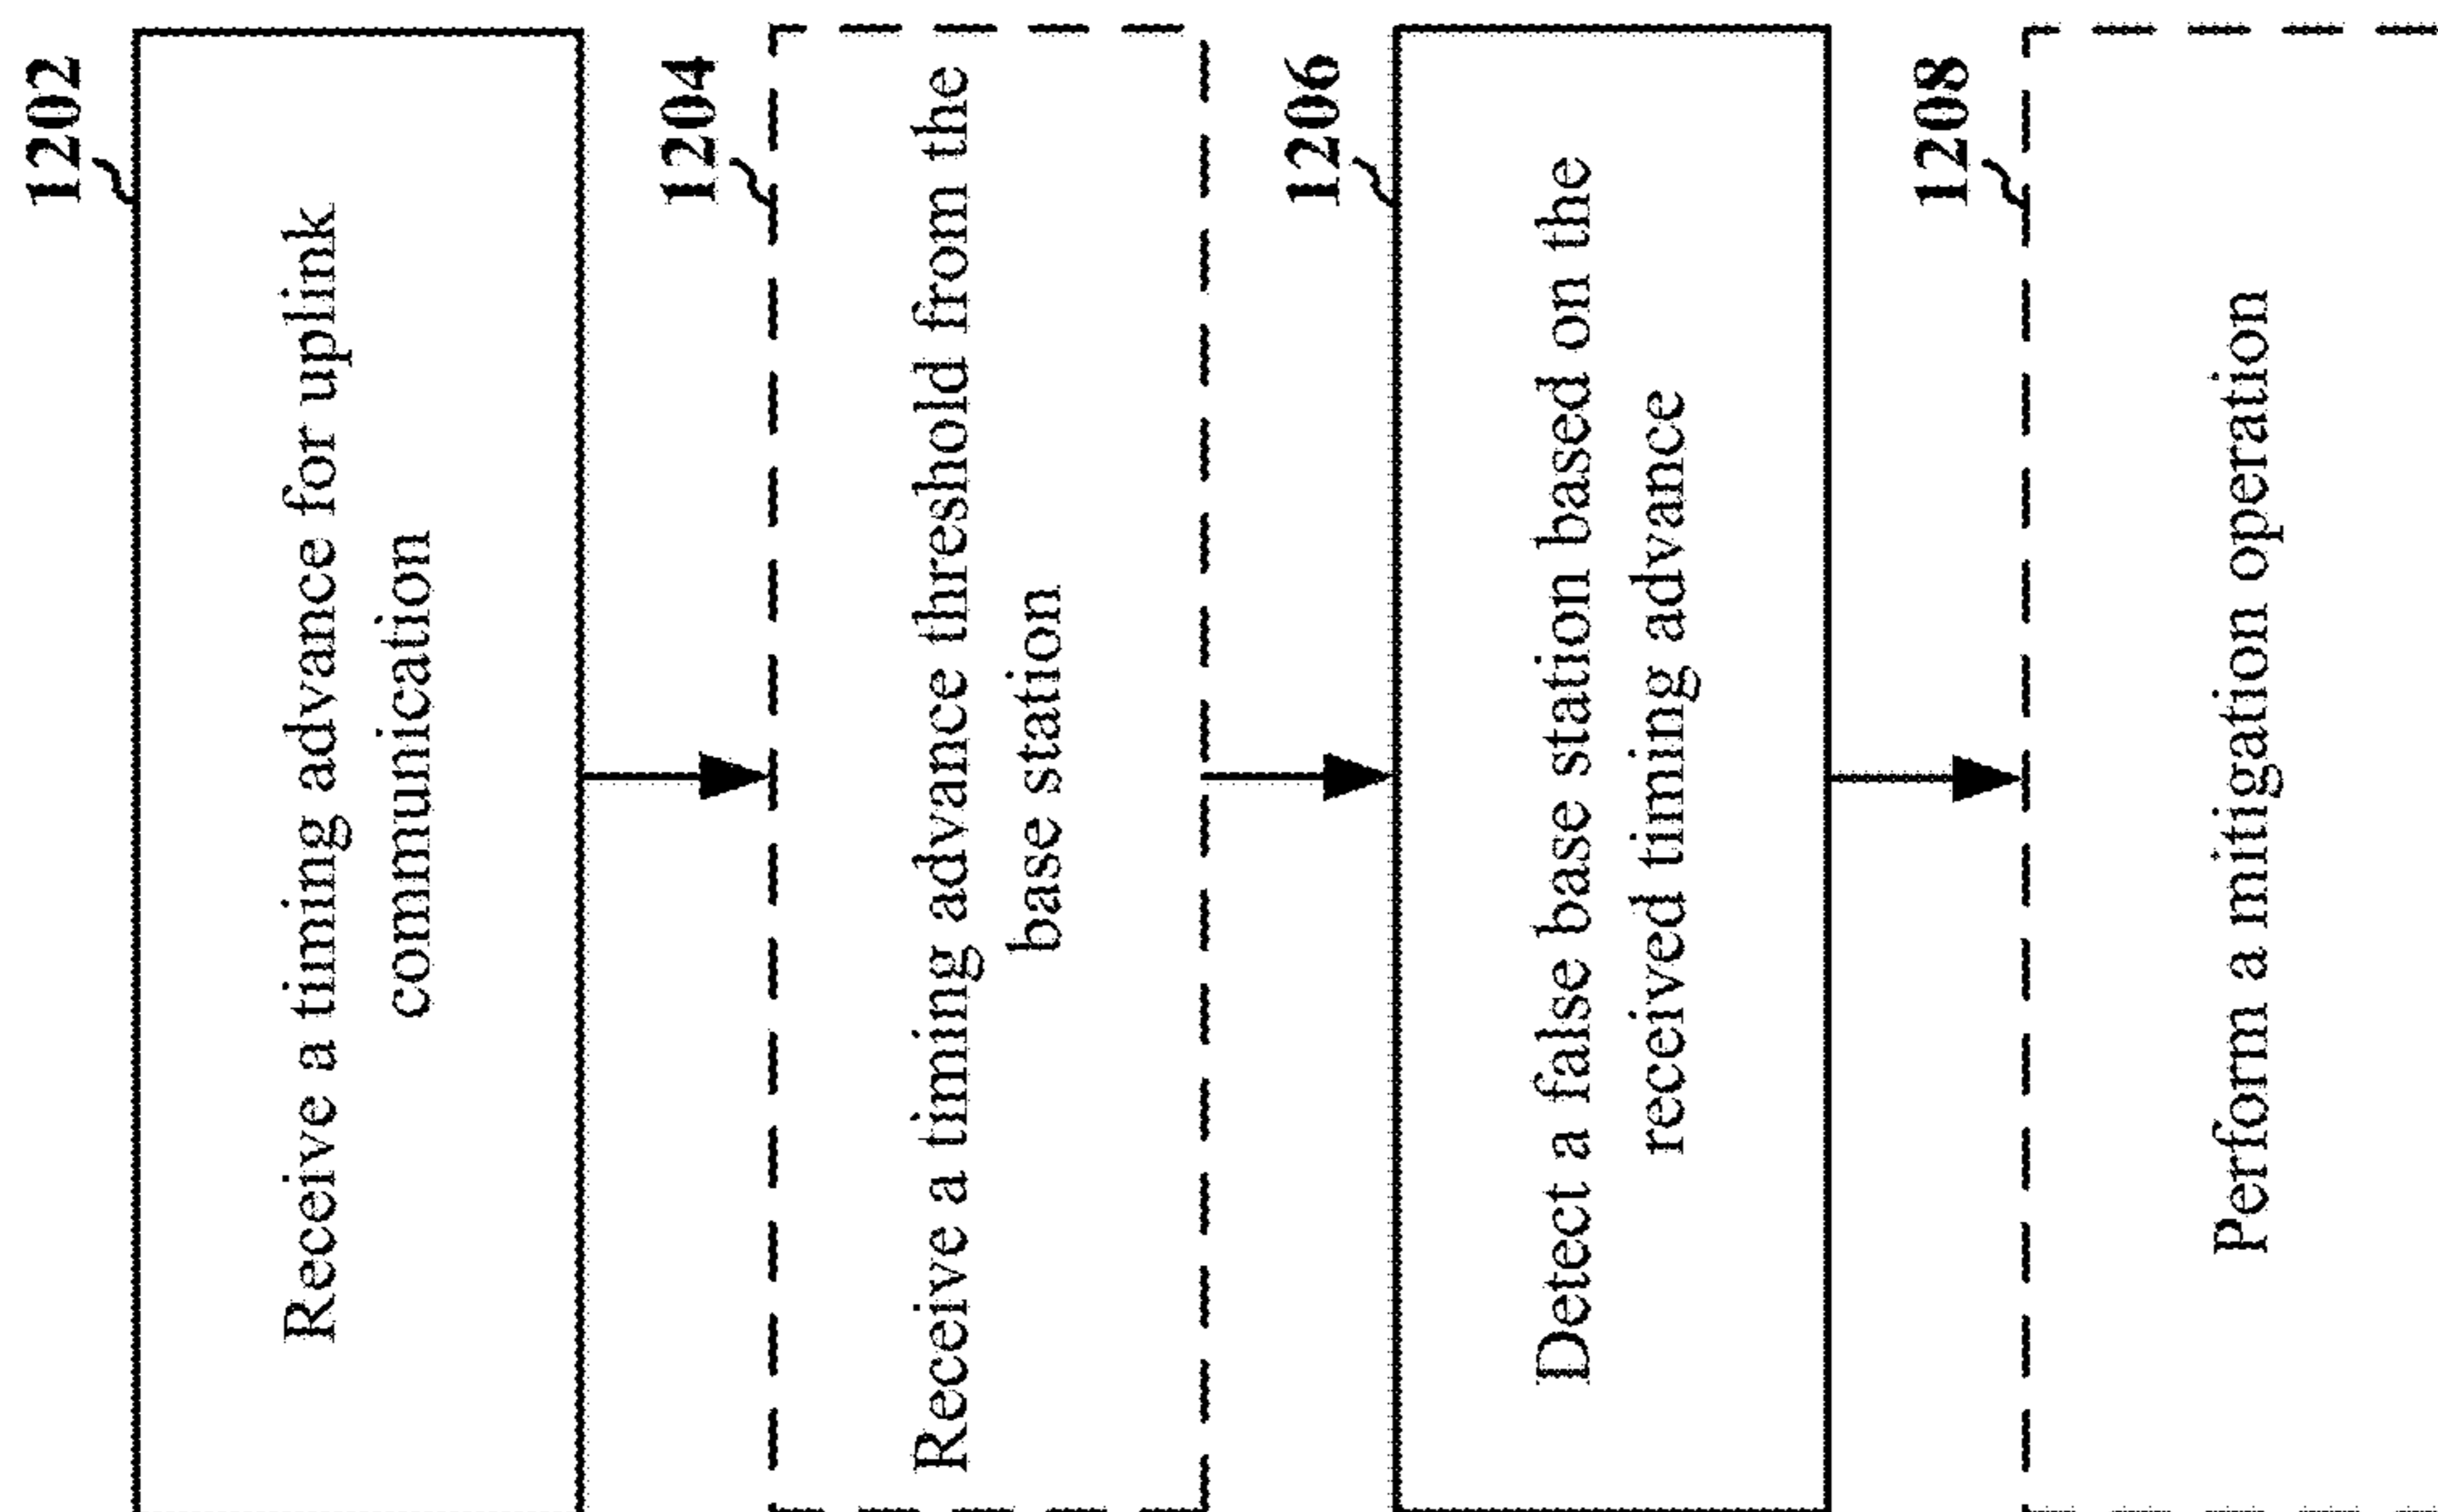 1202
Receive a timing advance for uplink
communication
1204
Receive a timing advance threshold from the
base station
1206
Detect a false base station based on the
received timing advance
1208
Perform a mitigation operation